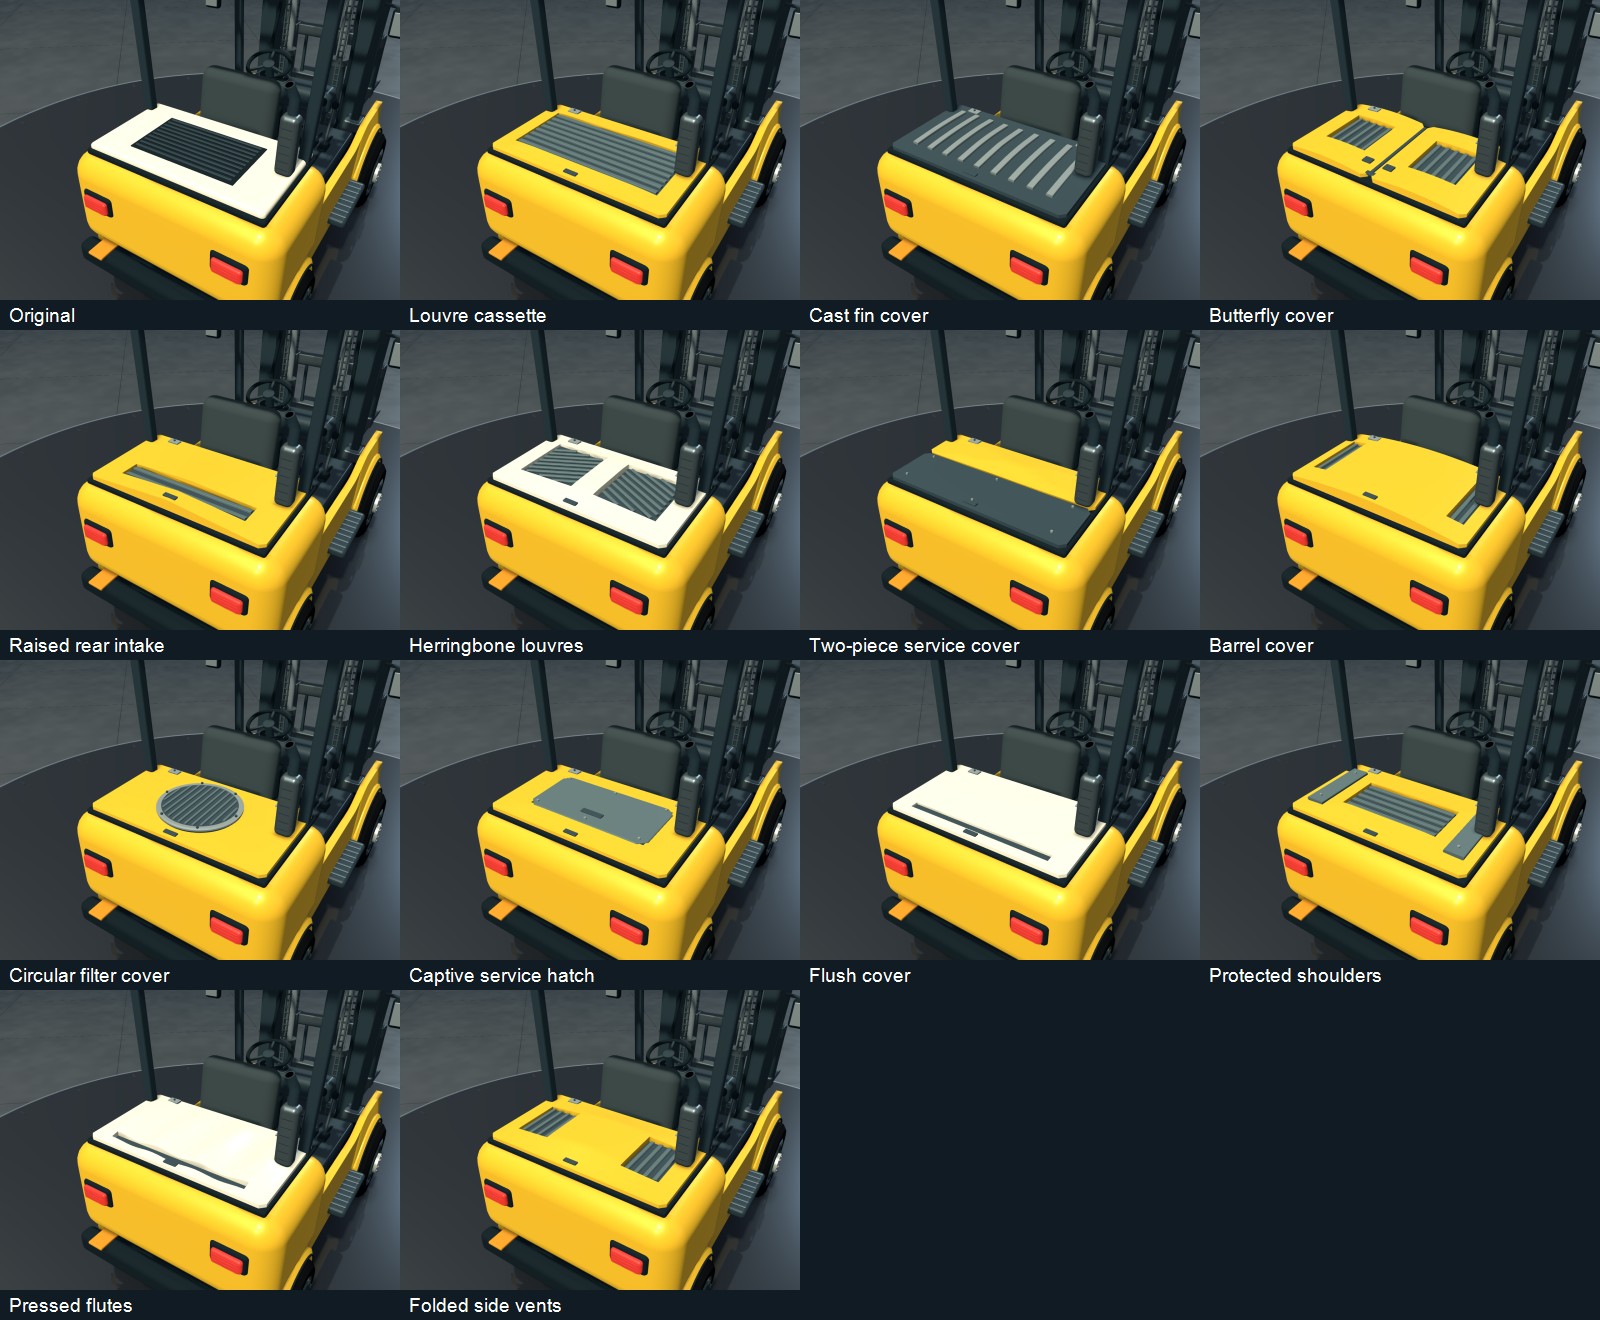 Original
Louvre cassette
Cast fin cover
Butterfly cover
Raised rear intake
Herringbone louvres
Two-piece service cover
Barrel cover
Circular filter cover
Captive service hatch
Flush cover
Protected shoulders
Pressed flutes
Folded side vents